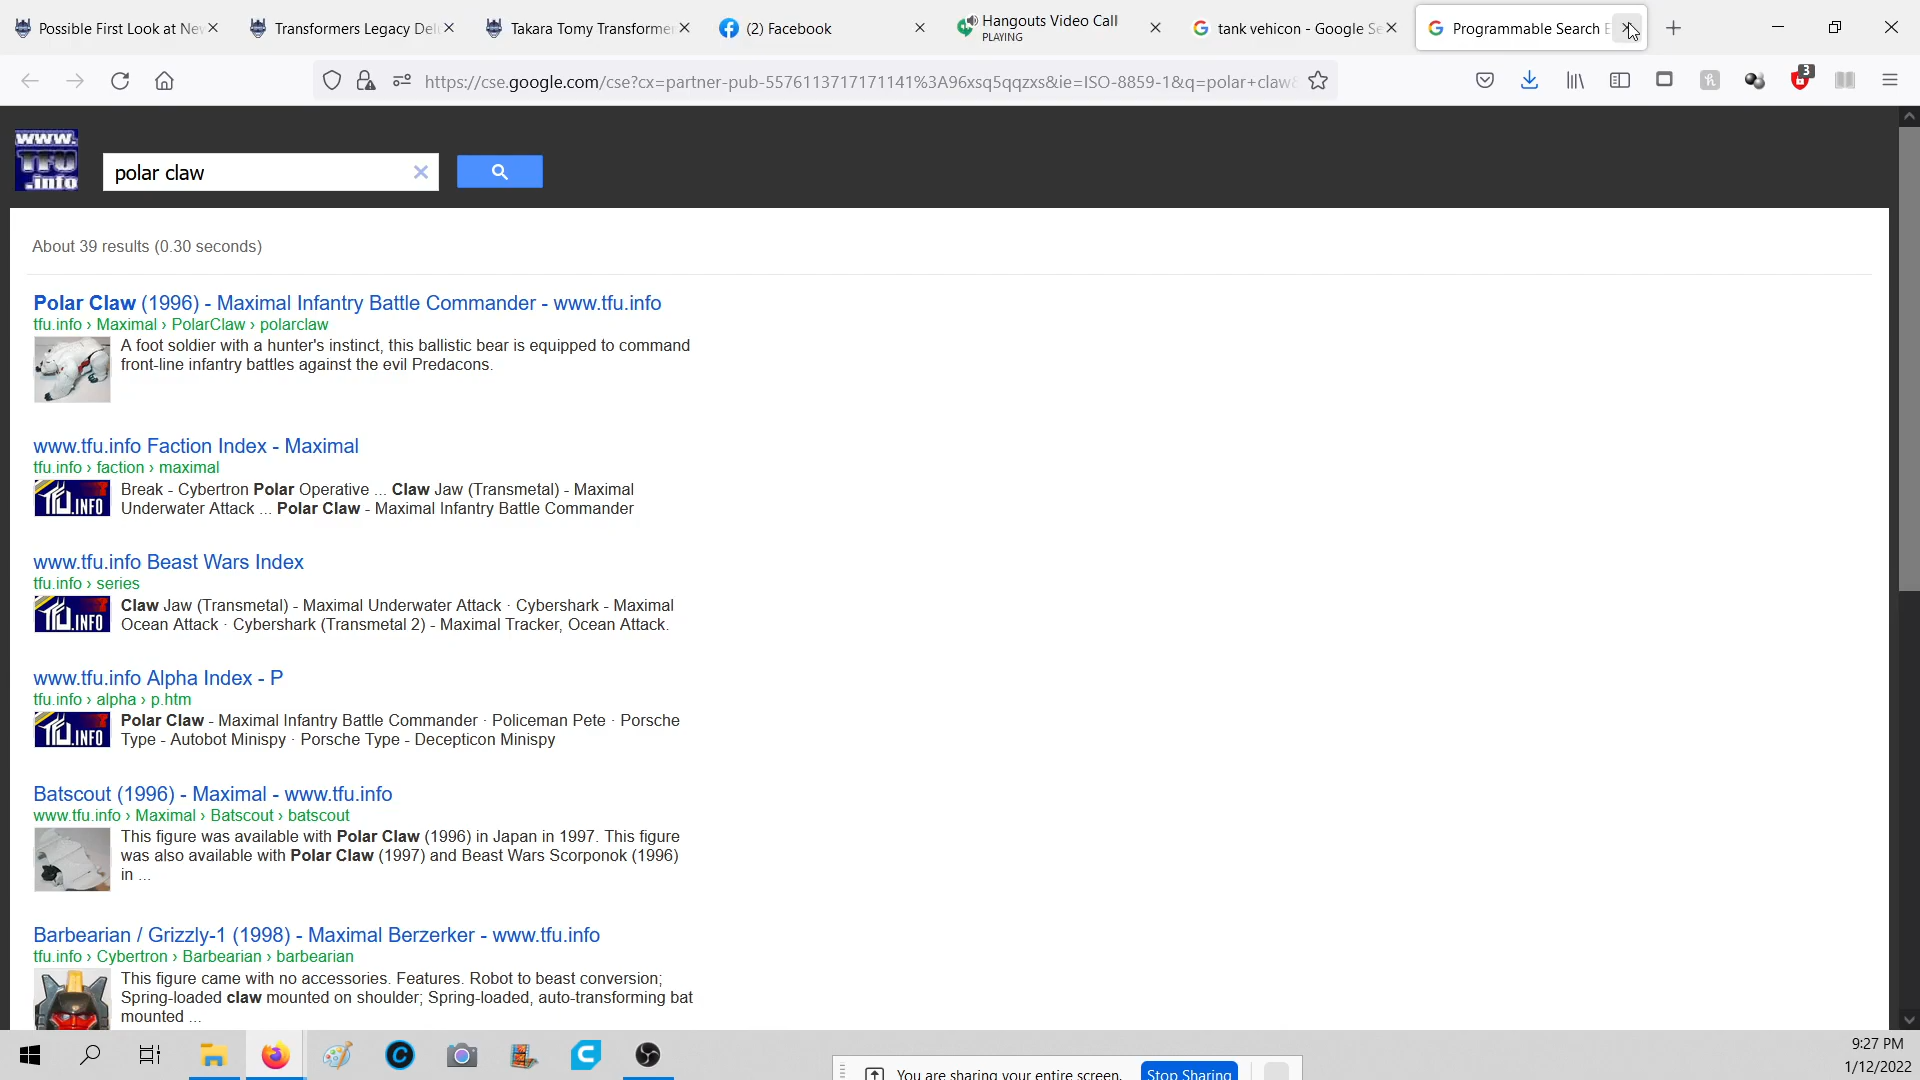 Possible First Look at Nev
Transformers Legacy Del
Takara Tomy Transformer
(2) Facebook
Hangouts Video Call
PLAYING
tank vehicon - Google Se
Programmable Search E
https://cse.google.com/cse?cx=partner-pub-5576113717171141%3A96xsq5qqzxs&ie=ISO-8859-1&q=polar+claw&
3
www.
TFU
.info
polar claw
About 39 results (0.30 seconds)
Polar Claw (1996) - Maximal Infantry Battle Commander - www.tfu.info
tfu.info › Maximal › PolarClaw › polarclaw
A foot soldier with a hunter's instinct, this ballistic bear is equipped to command
front-line infantry battles against the evil Predacons.
www.tfu.info Faction Index - Maximal
tfu.info › faction › maximal
TFU.INFO
Break - Cybertron Polar Operative ... Claw Jaw (Transmetal) - Maximal
Underwater Attack ... Polar Claw - Maximal Infantry Battle Commander
www.tfu.info Beast Wars Index
tfu.info › series
TFU.INFO
Claw Jaw (Transmetal) - Maximal Underwater Attack · Cybershark - Maximal
Ocean Attack · Cybershark (Transmetal 2) - Maximal Tracker, Ocean Attack.
www.tfu.info Alpha Index - P
tfu.info › alpha › p.htm
TFU.INFO
Polar Claw - Maximal Infantry Battle Commander · Policeman Pete · Porsche
Type - Autobot Minispy · Porsche Type - Decepticon Minispy
Batscout (1996) - Maximal - www.tfu.info
www.tfu.info › Maximal › Batscout › batscout
This figure was available with Polar Claw (1996) in Japan in 1997. This figure
was also available with Polar Claw (1997) and Beast Wars Scorponok (1996)
in ...
Barbearian / Grizzly-1 (1998) - Maximal Berzerker - www.tfu.info
tfu.info › Cybertron › Barbearian › barbearian
This figure came with no accessories. Features. Robot to beast conversion;
Spring-loaded claw mounted on shoulder; Spring-loaded, auto-transforming bat
mounted ...
You are sharing your entire screen.
Stop Sharing
9:27 PM
1/12/2022